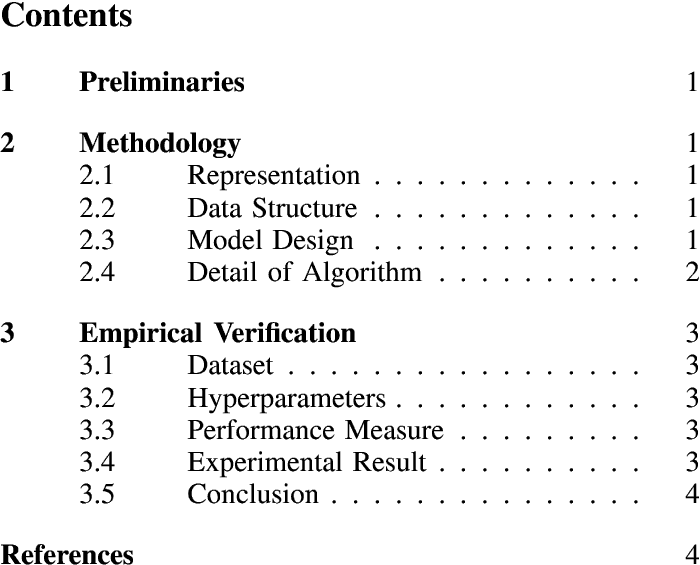 Contents
1 Preliminaries 1
2 Methodology 1
2.1 Representation . . . . . . . . . . . . . 1
2.2 Data Structure . . . . . . . . . . . . . 1
2.3 Model Design . . . . . . . . . . . . . 1
2.4 Detail of Algorithm . . . . . . . . . . 2
3 Empirical Verification 3
3.1 Dataset . . . . . . . . . . . . . . . . . 3
3.2 Hyperparameters . . . . . . . . . . . . 3
3.3 Performance Measure . . . . . . . . . 3
3.4 Experimental Result . . . . . . . . . . 3
3.5 Conclusion . . . . . . . . . . . . . . . 4
References 4